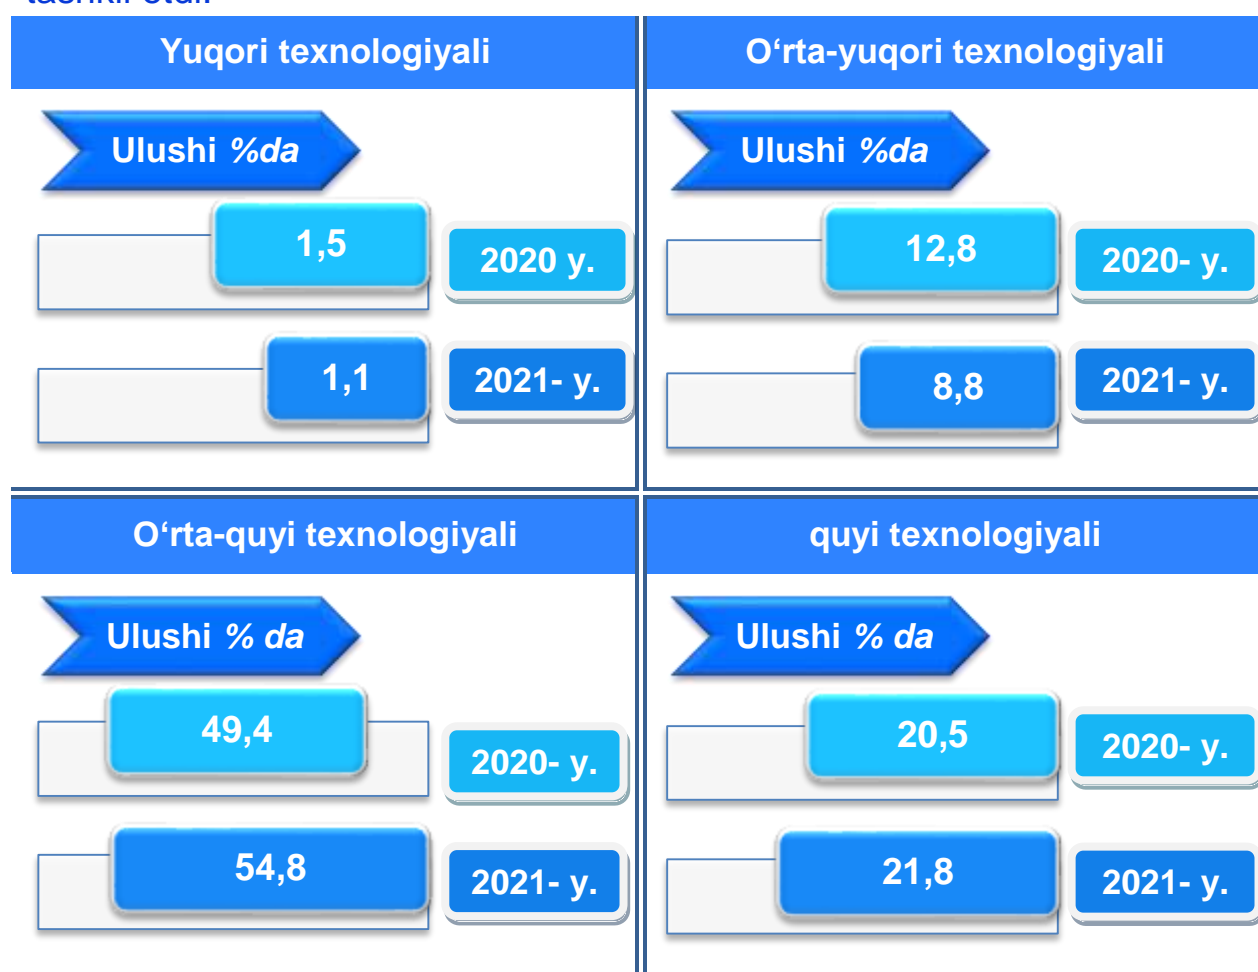 tashkil etdi.
Yuqori texnologiyali
Ulushi %da
1,5
2020 y.
1,1
2021- y.
O‘rta-yuqori texnologiyali
Ulushi %da
12,8
2020- y.
8,8
2021- y.
O‘rta-quyi texnologiyali
Ulushi % da
49,4
2020- y.
54,8
2021- y.
quyi texnologiyali
Ulushi % da
20,5
2020- y.
21,8
2021- y.